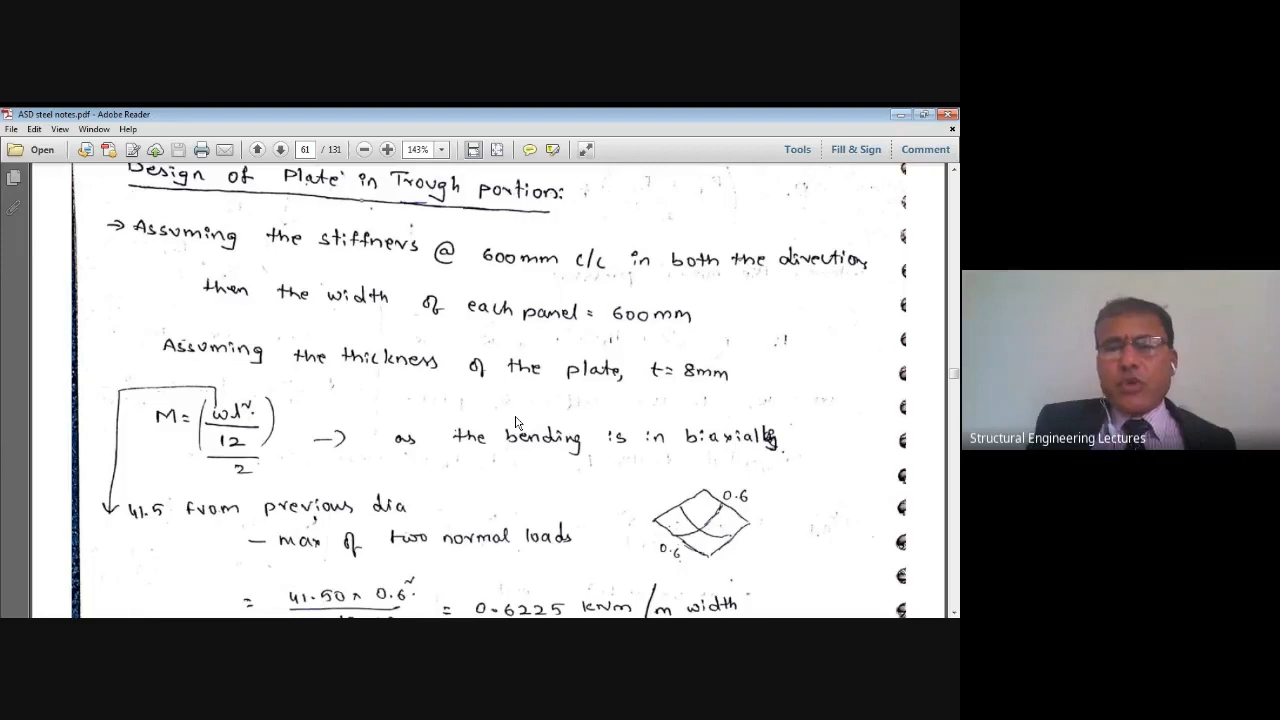 ASD steel notes.pdf - Adobe Reader
File Edit View Window Help
Open 61 / 131 143% Tools Fill & Sign Comment
Design of Plate in Trough portion:
→ Assuming the stiffners @ 600mm c/c in both the direction,
then the width of each panel = 600mm
Assuming the thickness of the plate, t = 8mm
M = (wl²/12)/2 → as the bending is in biaxially.
41.5 from previous dia
- max of two normal loads
0.6
0.6
= 41.50 x 0.6² = 0.6225 kNm/m width
Structural Engineering Lectures